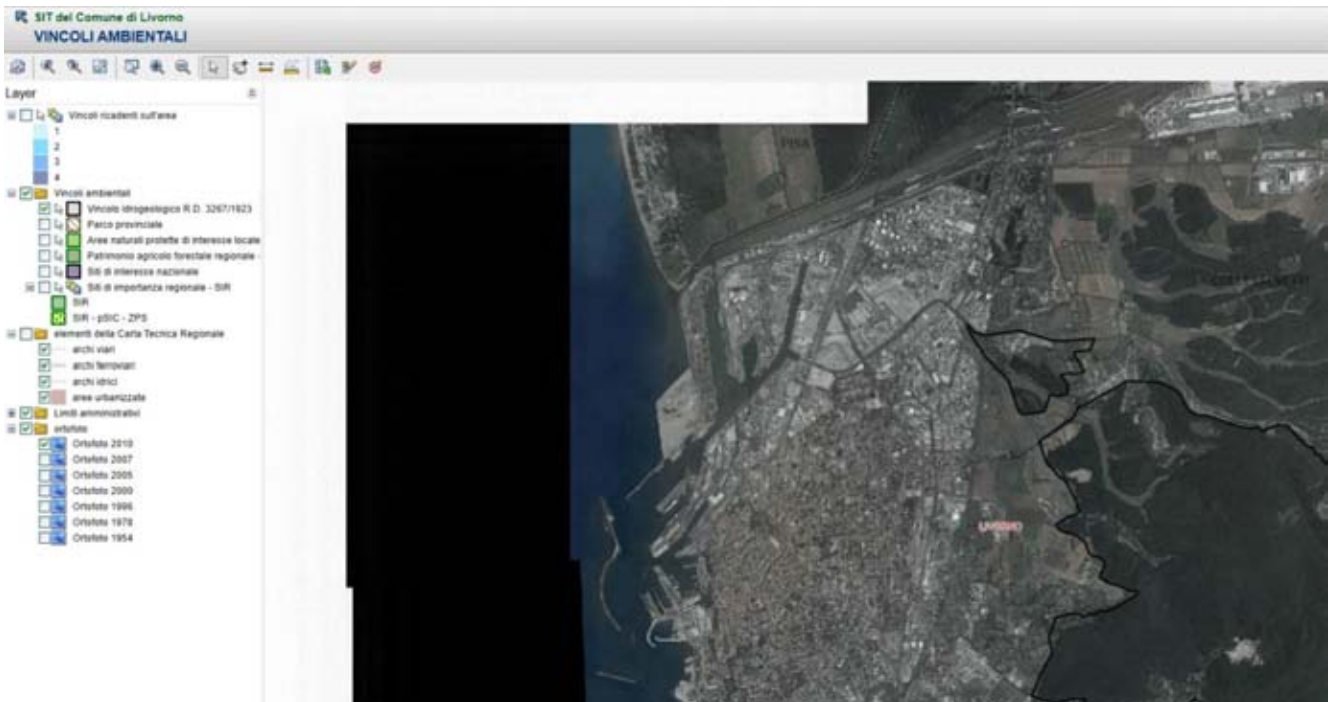 SIT del Comune di Livorno
VINCOLI AMBIENTALI
Layer
Vincoli ricadenti sull'area
1
2
3
4
Vincoli ambientali
Vincolo idrogeologico R.D. 3267/1923
Parco provinciale
Aree naturali protette di interesse locale
Patrimonio agricolo forestale regionale -
Siti di interesse nazionale
Siti di importanza regionale - SIR
SIR
SIR - pSIC - ZPS
elementi della Carta Tecnica Regionale
archi viari
archi ferroviari
archi idrici
aree urbanizzate
Limiti amministrativi
ortofoto
Ortofoto 2010
Ortofoto 2007
Ortofoto 2005
Ortofoto 2000
Ortofoto 1996
Ortofoto 1978
Ortofoto 1954
PISA
LIVORNO